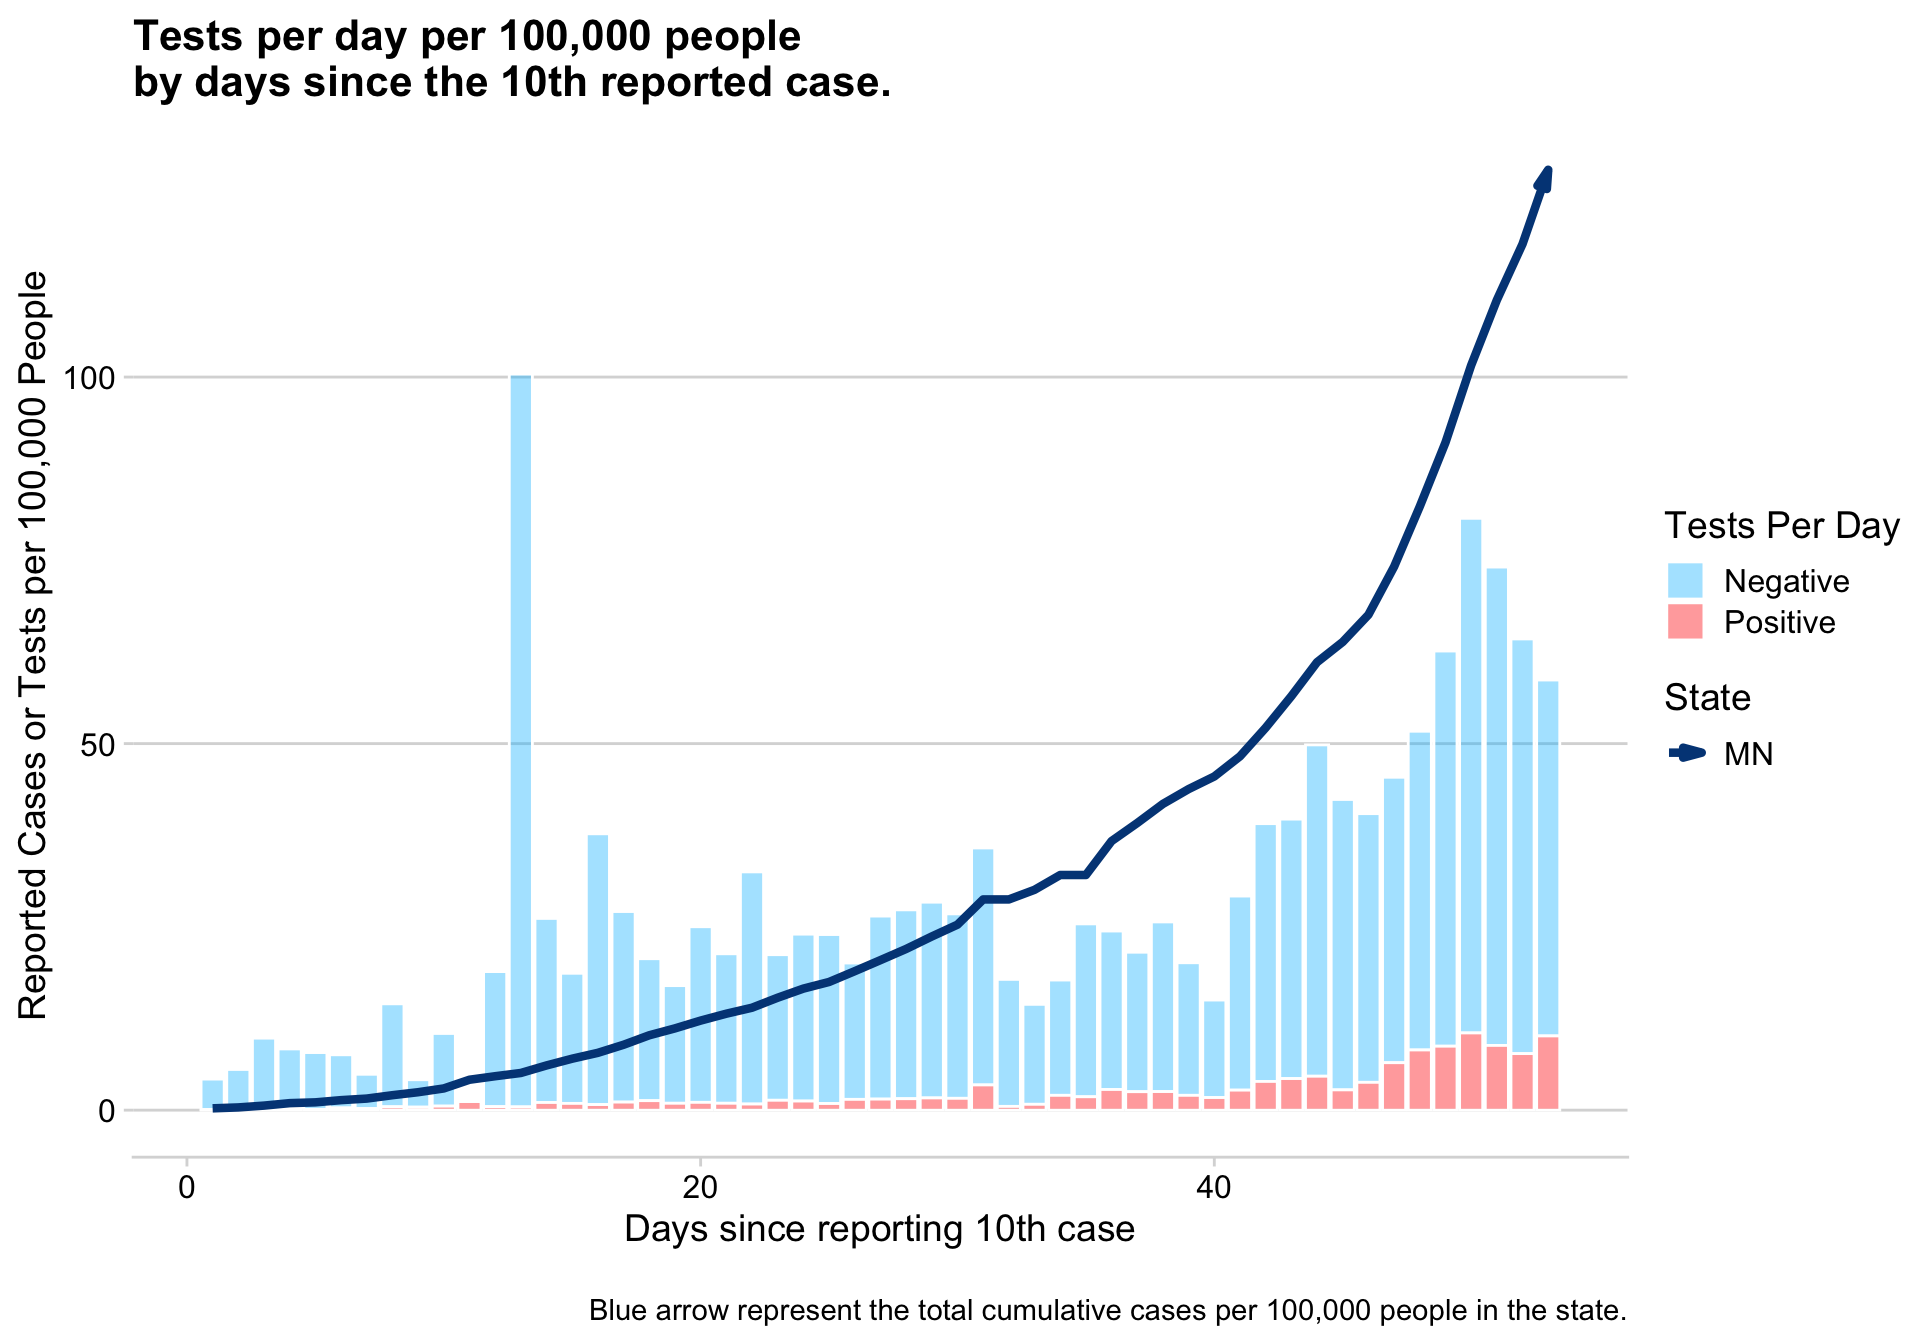 Tests per day per 100,000 people
by days since the 10th reported case.
Reported Cases or Tests per 100,000 People
100
50
0
0
20
40
Days since reporting 10th case
Tests Per Day
Negative
Positive
State
MN
Blue arrow represent the total cumulative cases per 100,000 people in the state.